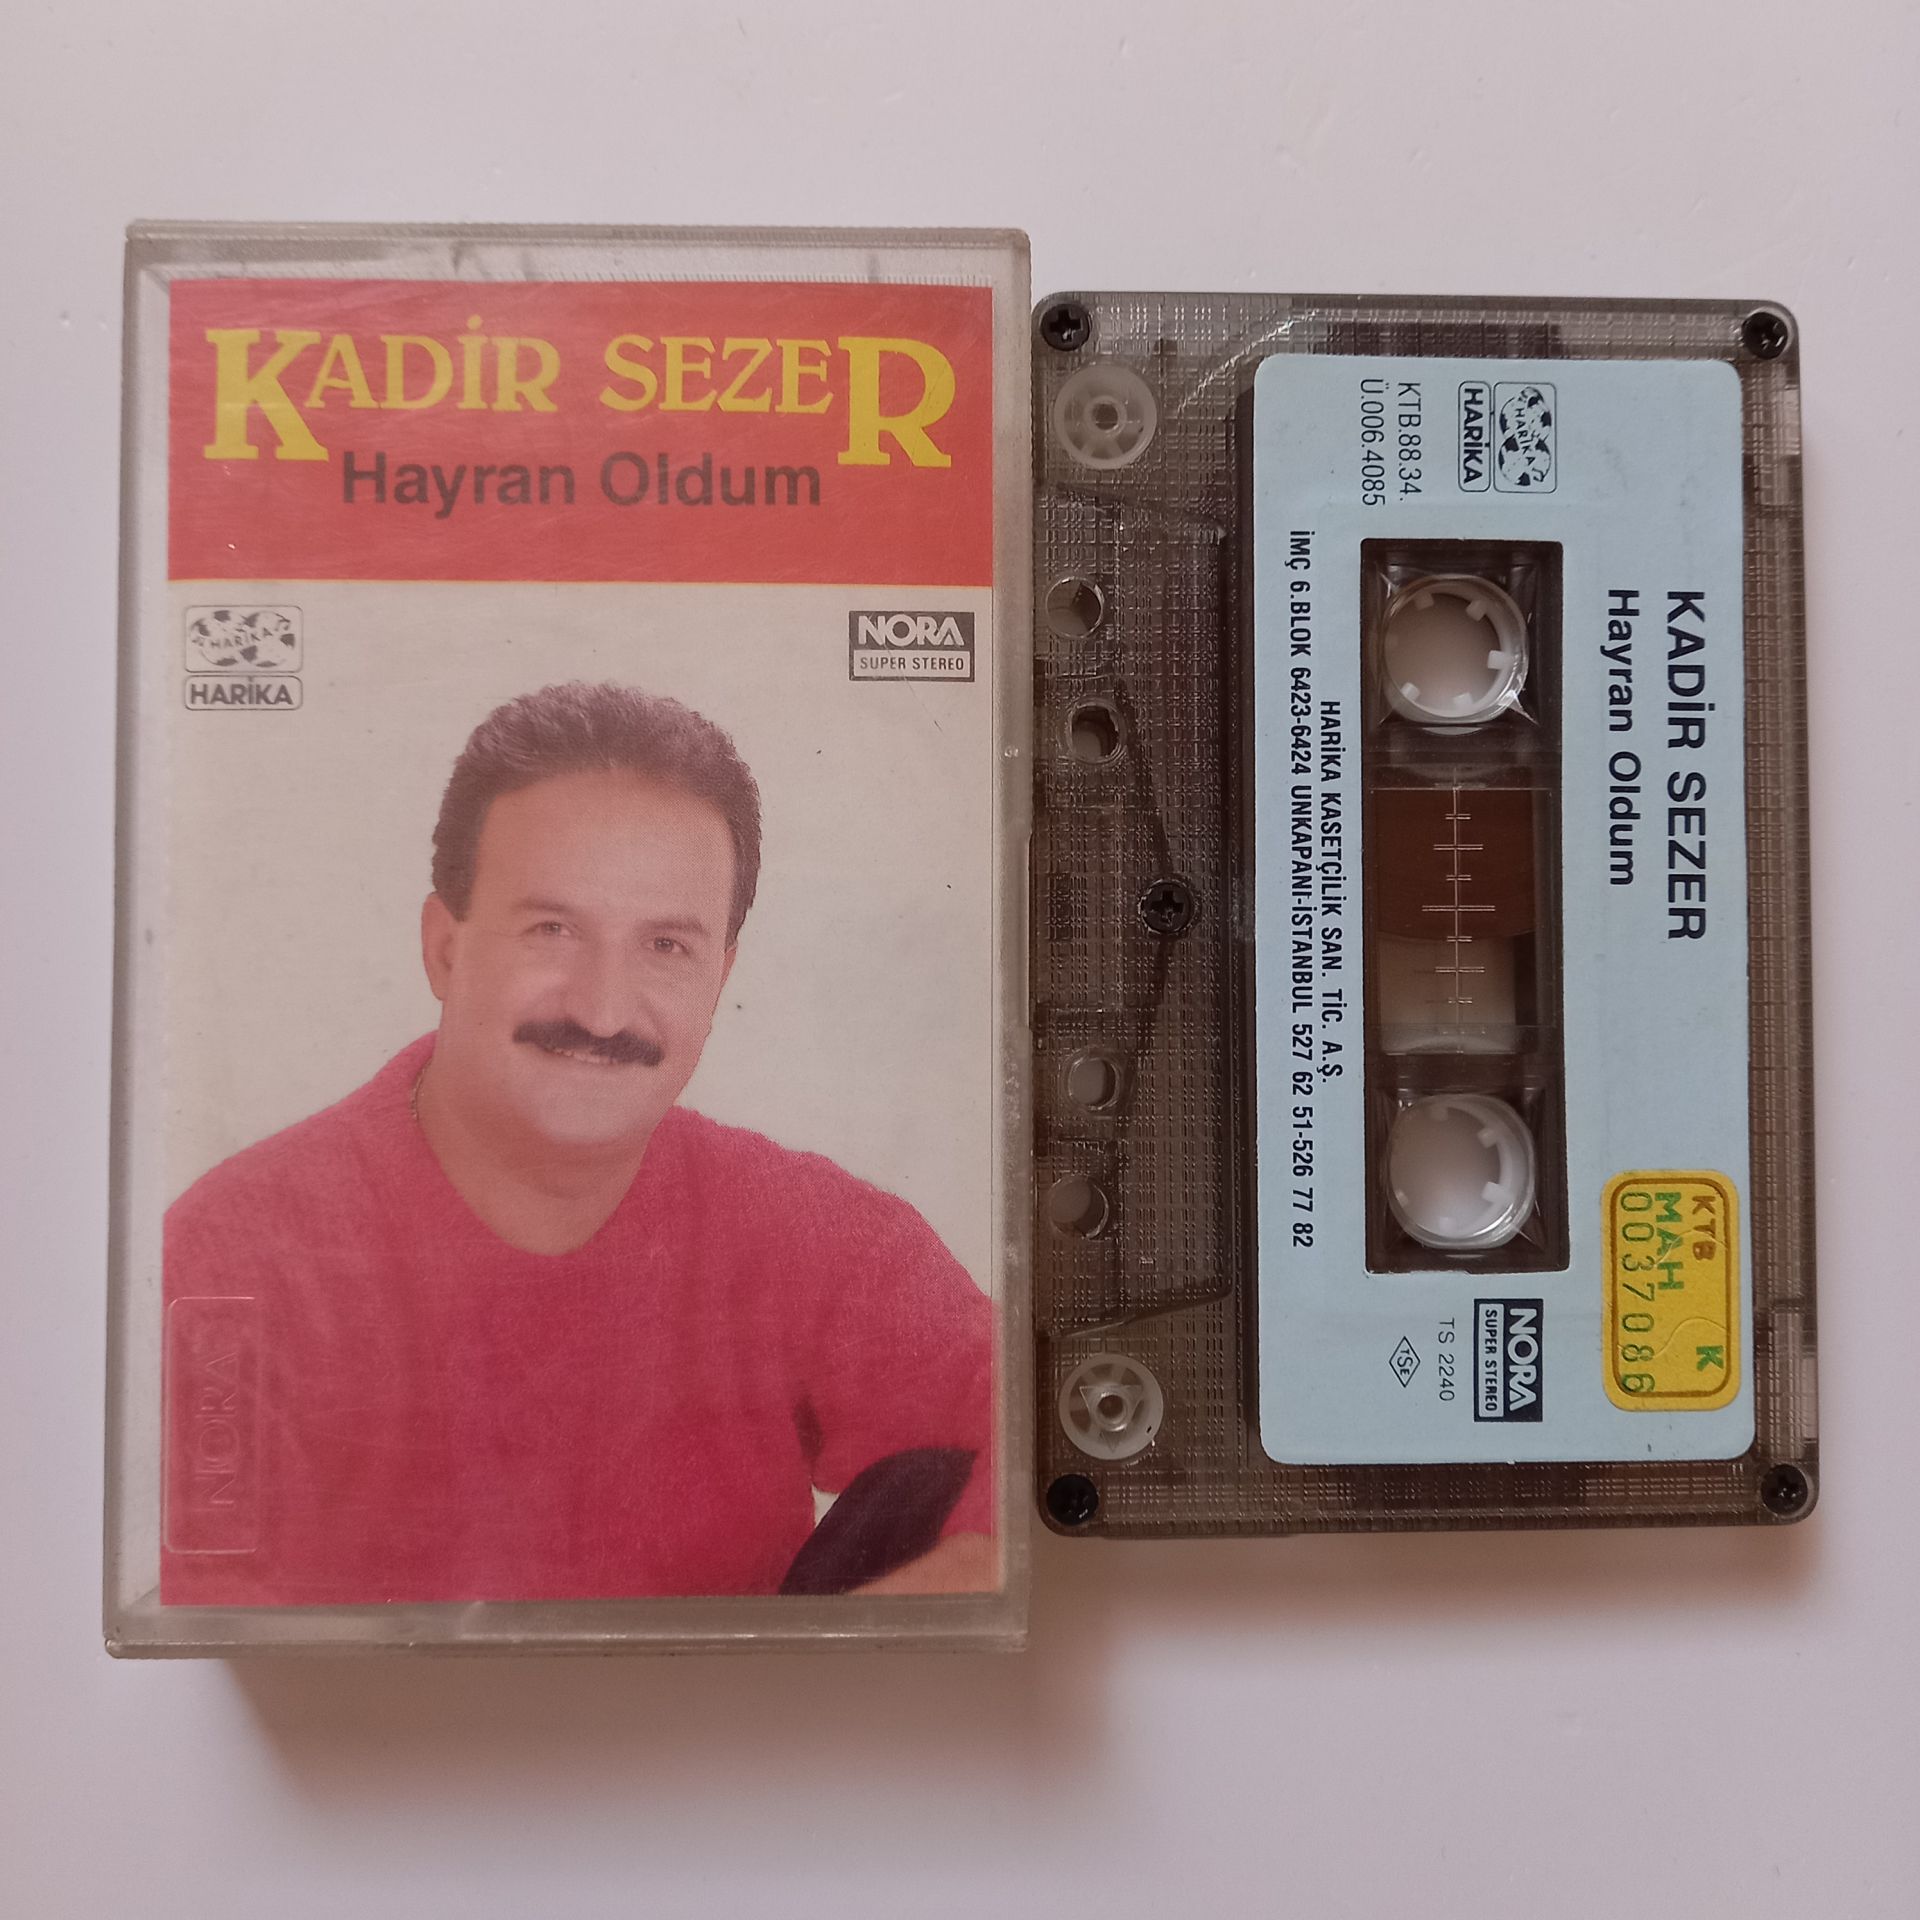 KADİR SEZER
Hayran Oldum
HARİKA
HARİKA
NORA
SUPER STEREO
NORA
HARİKA
HARİKA
KTB.88.34.
Ü.006.4085
KADİR SEZER
Hayran Oldum
HARİKA KASETÇİLİK SAN. TİC. A.Ş.
İMÇ 6.BLOK 6423-6424 UNKAPANI-İSTANBUL 527 62 51-526 77 82
KTB K
MAH
0037086
NORA
SUPER STEREO
TS 2240
TSE